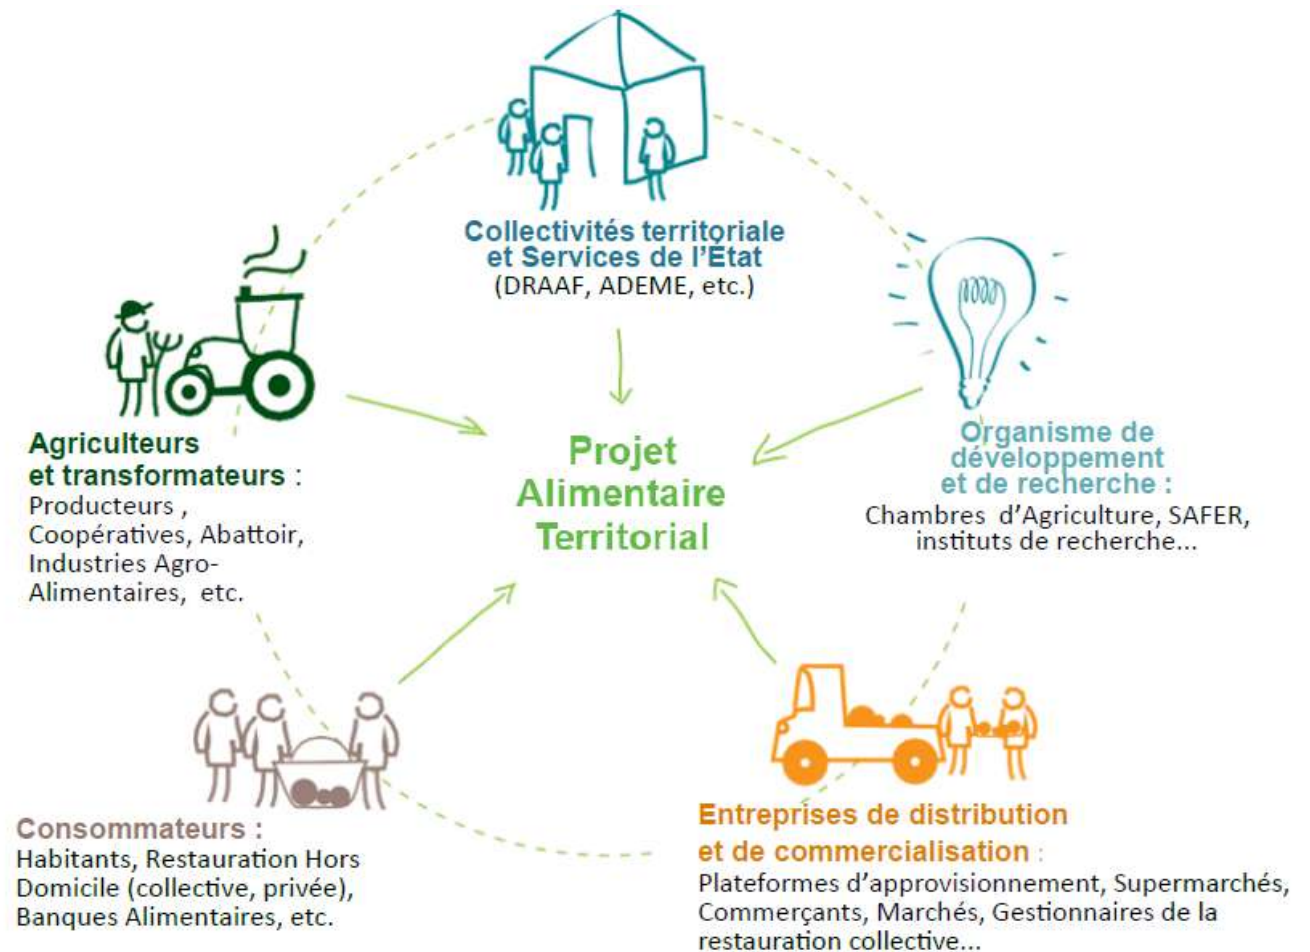 Collectivités territoriale
et Services de l'État
(DRAAF, ADEME, etc.)
Agriculteurs
et transformateurs :
Producteurs ,
Coopératives, Abattoir,
Industries Agro-
Alimentaires, etc.
Projet
Alimentaire
Territorial
Organisme de
développement
et de recherche :
Chambres d'Agriculture, SAFER,
instituts de recherche...
Consommateurs :
Habitants, Restauration Hors
Domicile (collective, privée),
Banques Alimentaires, etc.
Entreprises de distribution
et de commercialisation :
Plateformes d'approvisionnement, Supermarchés,
Commerçants, Marchés, Gestionnaires de la
restauration collective...